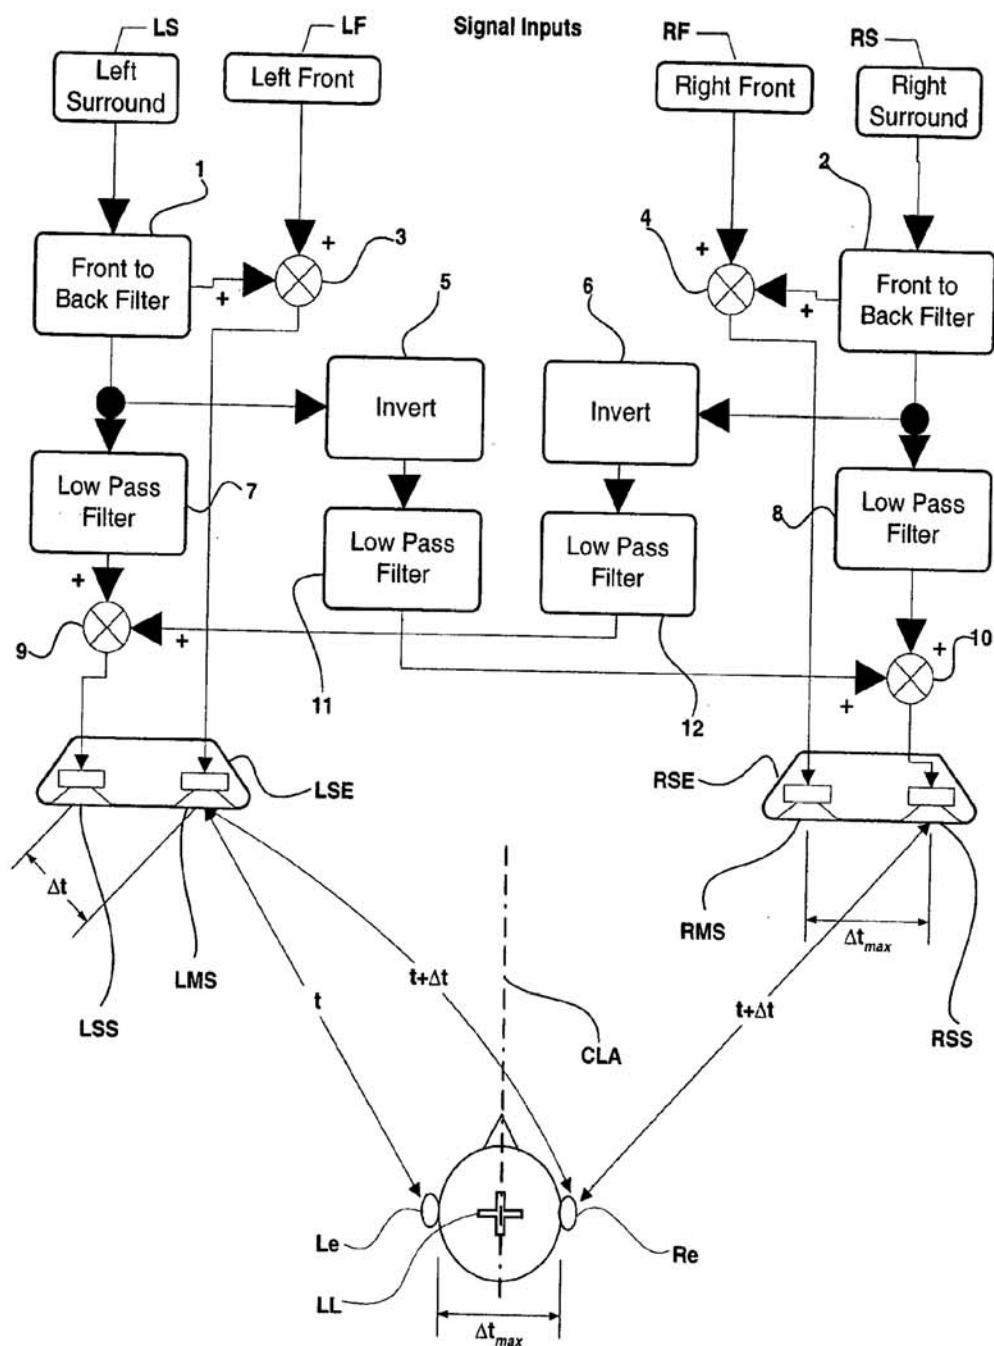 LS
LF
Signal Inputs
RF
RS
Left
Surround
Left Front
Right Front
Right
Surround
1
2
+
3
4
+
Front to
Back Filter
+
5
6
+
Front to
Back Filter
Invert
Invert
Low Pass
Filter
7
8
Low Pass
Filter
Low Pass
Filter
Low Pass
Filter
+
9
+
+
10
+
11
12
LSE
RSE
Δt
Δtmax
LSS
LMS
t
t+Δt
CLA
t+Δt
RMS
RSS
Le
Re
LL
Δtmax